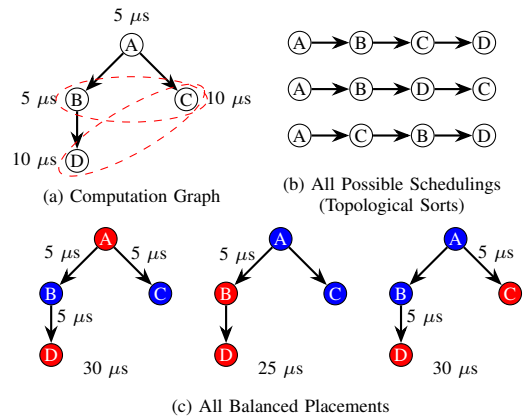 5 μs
A
5 μs B C 10 μs
10 μs D
(a) Computation Graph
A B C D
A B D C
A C B D
(b) All Possible Schedulings
(Topological Sorts)
A
5 μs 5 μs
B C
5 μs
D
30 μs
A
5 μs
B C
D
25 μs
A
5 μs
B C
5 μs
D
30 μs
(c) All Balanced Placements